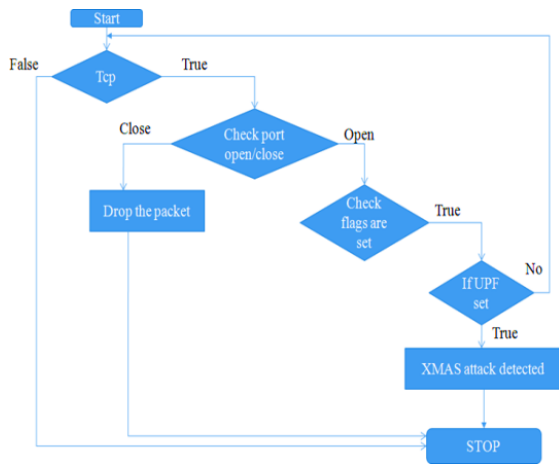 Start
False
Tcp
True
Close
Check port
open/close
Open
Drop the packet
Check
flags are
set
True
If UPF
set
No
True
XMAS attack detected
STOP